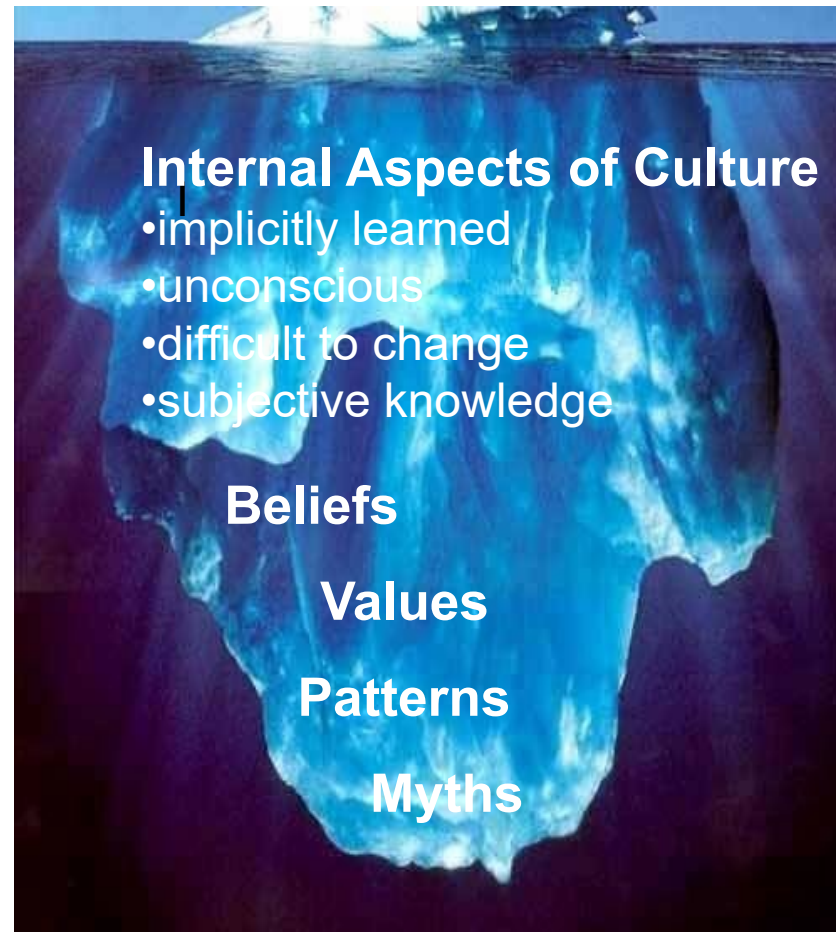 Internal Aspects of Culture
•implicitly learned
•unconscious
•difficult to change
•subjective knowledge
Beliefs
Values
Patterns
Myths